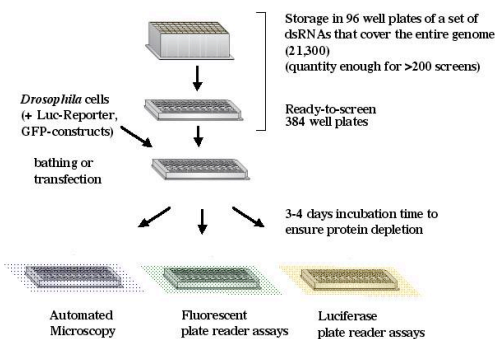 Storage in 96 well plates of a set of
dsRNAs that cover the entire genome
(21,300)
(quantity enough for >200 screens)
Drosophila cells
(+ Luc-Reporter,
GFP-constructs)
Ready-to-screen
384 well plates
bathing or
transfection
3-4 days incubation time to
ensure protein depletion
Automated
Microscopy
Fluorescent
plate reader assays
Luciferase
plate reader assays